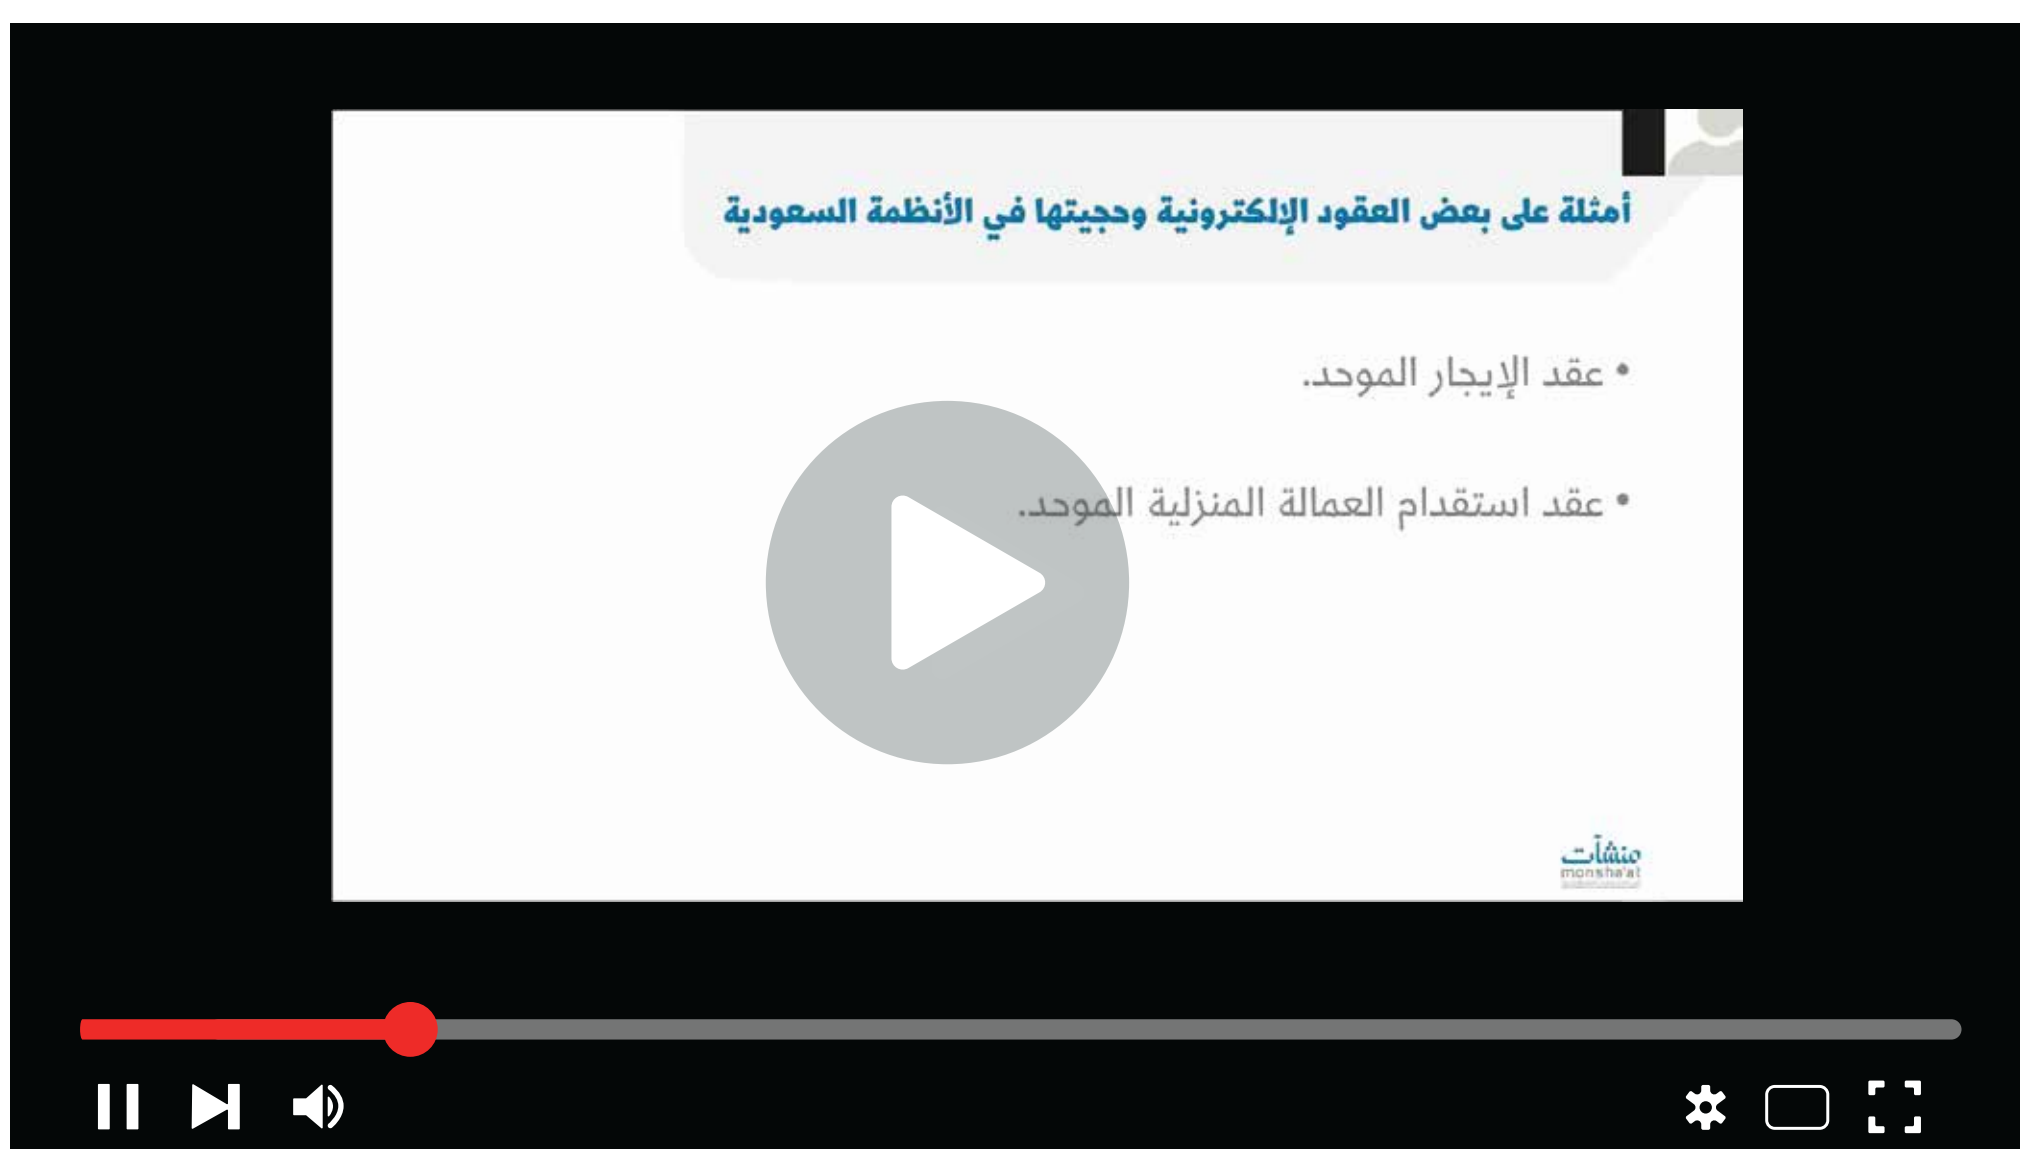 أمثلة على بعض العقود الإلكترونية وحجيتها في الأنظمة السعودية
• عقد الإيجار الموحد.
• عقد استقدام العمالة المنزلية الموحد.
منشآت
monsha'at